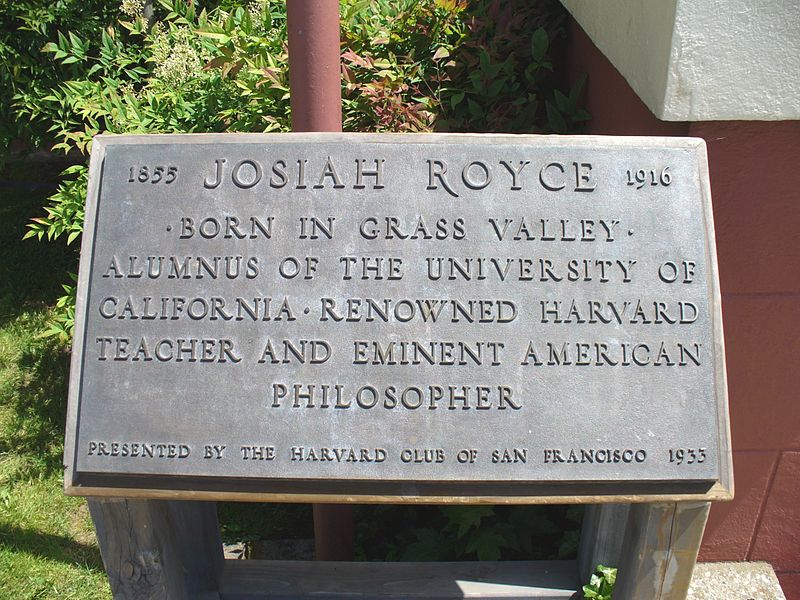 1855 JOSIAH ROYCE 1916
·BORN IN GRASS VALLEY·
ALUMNUS OF THE UNIVERSITY OF
CALIFORNIA · RENOWNED HARVARD
TEACHER AND EMINENT AMERICAN
PHILOSOPHER
PRESENTED BY THE HARVARD CLUB OF SAN FRANCISCO 1933